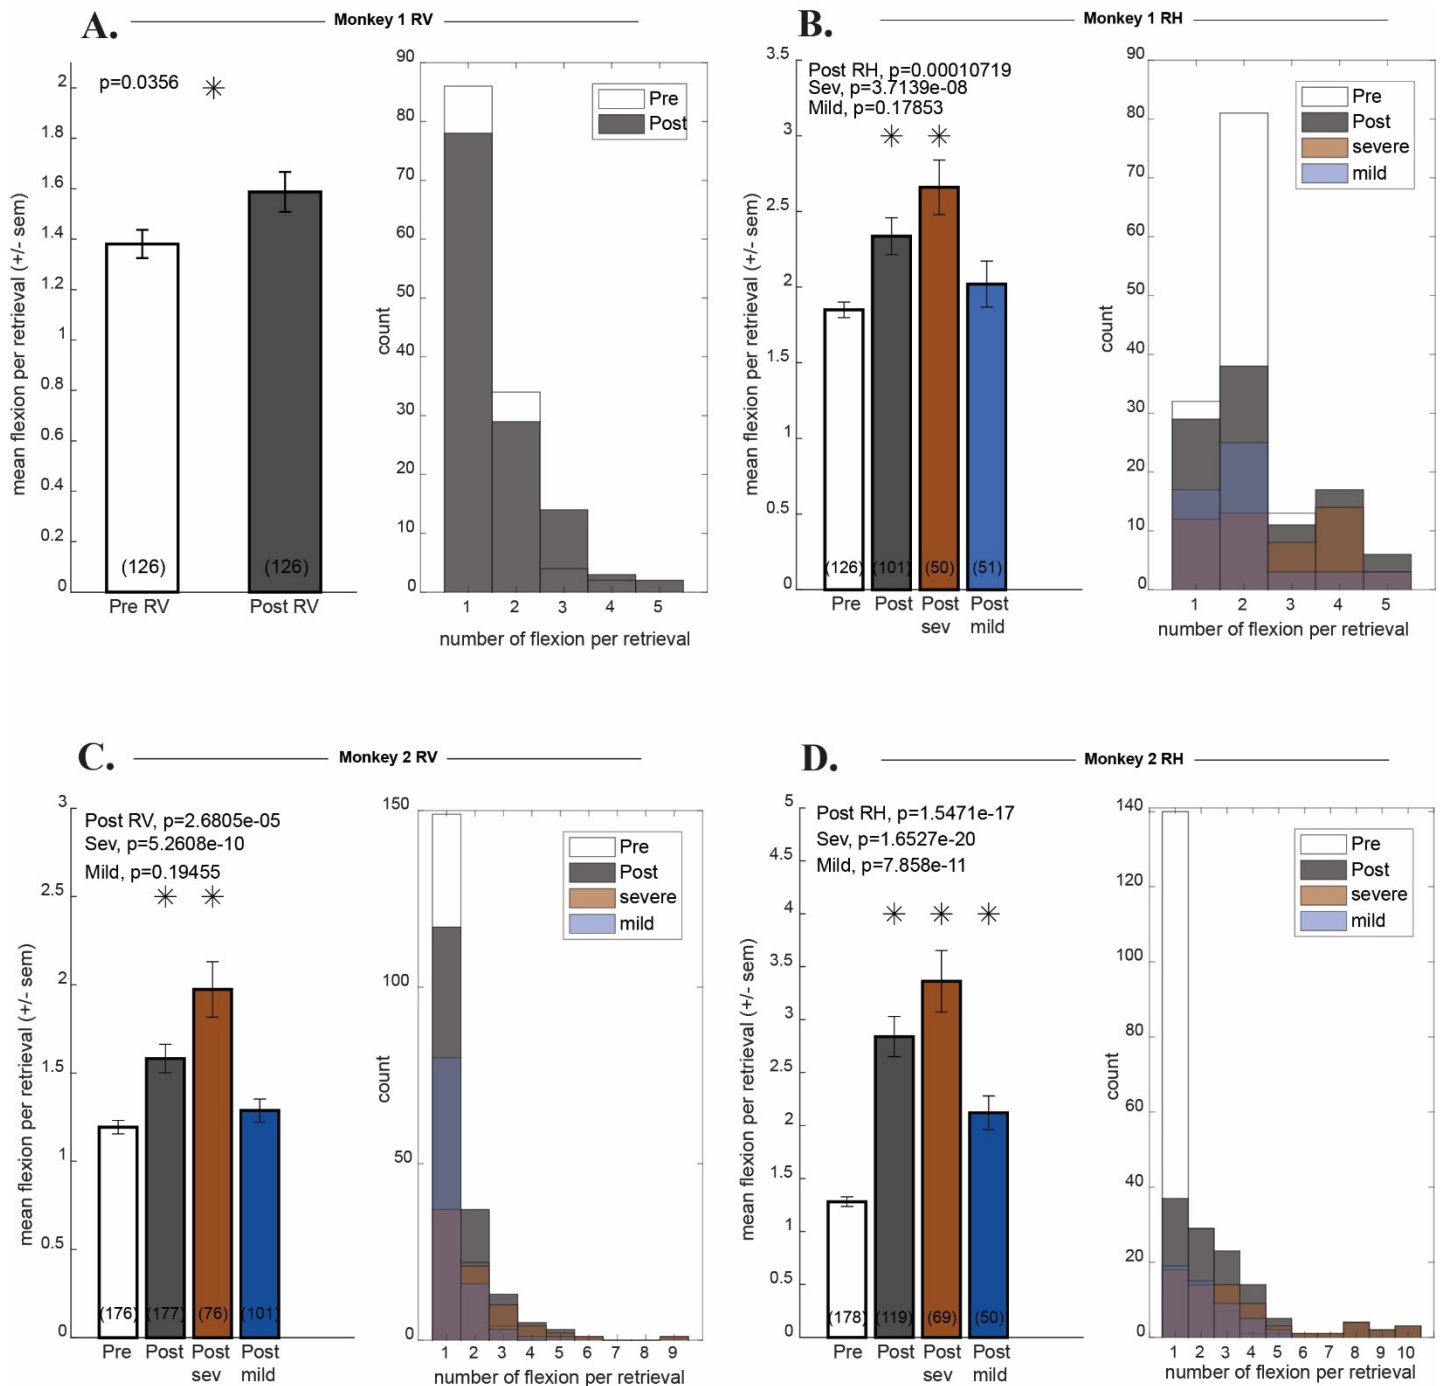 A.
Monkey 1 RV
p=0.0356
mean flexion per retrieval (+/- sem)
2
1.8
1.6
1.4
1.2
1
0.8
0.6
0.4
0.2
0
(126)
(126)
Pre RV
Post RV
count
90
80
70
60
50
40
30
20
10
0
Pre
Post
1 2 3 4 5
number of flexion per retrieval
B.
Monkey 1 RH
Post RH, p=0.00010719
Sev, p=3.7139e-08
Mild, p=0.17853
mean flexion per retrieval (+/- sem)
3.5
3
2.5
2
1.5
1
0.5
0
(126) (101) (50) (51)
Pre Post Post Post
sev mild
count
90
80
70
60
50
40
30
20
10
0
Pre
Post
severe
mild
1 2 3 4 5
number of flexion per retrieval
C.
Monkey 2 RV
Post RV, p=2.6805e-05
Sev, p=5.2608e-10
Mild, p=0.19455
mean flexion per retrieval (+/- sem)
3
2.5
2
1.5
1
0.5
0
(176) (177) (76) (101)
Pre Post Post Post
sev mild
count
150
100
50
0
Pre
Post
severe
mild
1 2 3 4 5 6 7 8 9
number of flexion per retrieval
D.
Monkey 2 RH
Post RH, p=1.5471e-17
Sev, p=1.6527e-20
Mild, p=7.858e-11
mean flexion per retrieval (+/- sem)
5
4.5
4
3.5
3
2.5
2
1.5
1
0.5
0
(178) (119) (69) (50)
Pre Post Post Post
sev mild
count
140
120
100
80
60
40
20
0
Pre
Post
severe
mild
1 2 3 4 5 6 7 8 9 10
number of flexion per retrieval